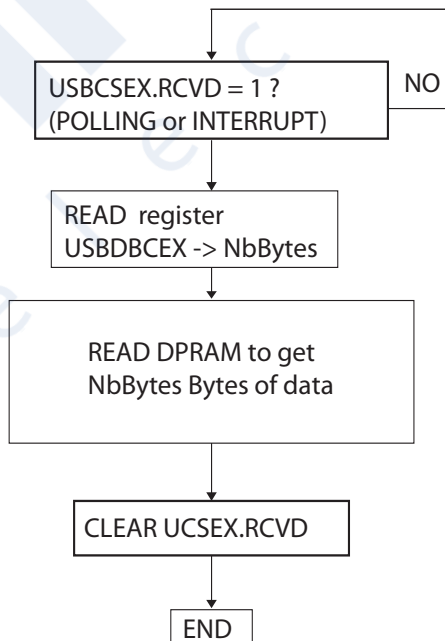 USBCSEX.RCVD = 1 ?
(POLLING or INTERRUPT)
NO
READ register
USBDBCEX -> NbBytes
READ DPRAM to get
NbBytes Bytes of data
CLEAR UCSEX.RCVD
END